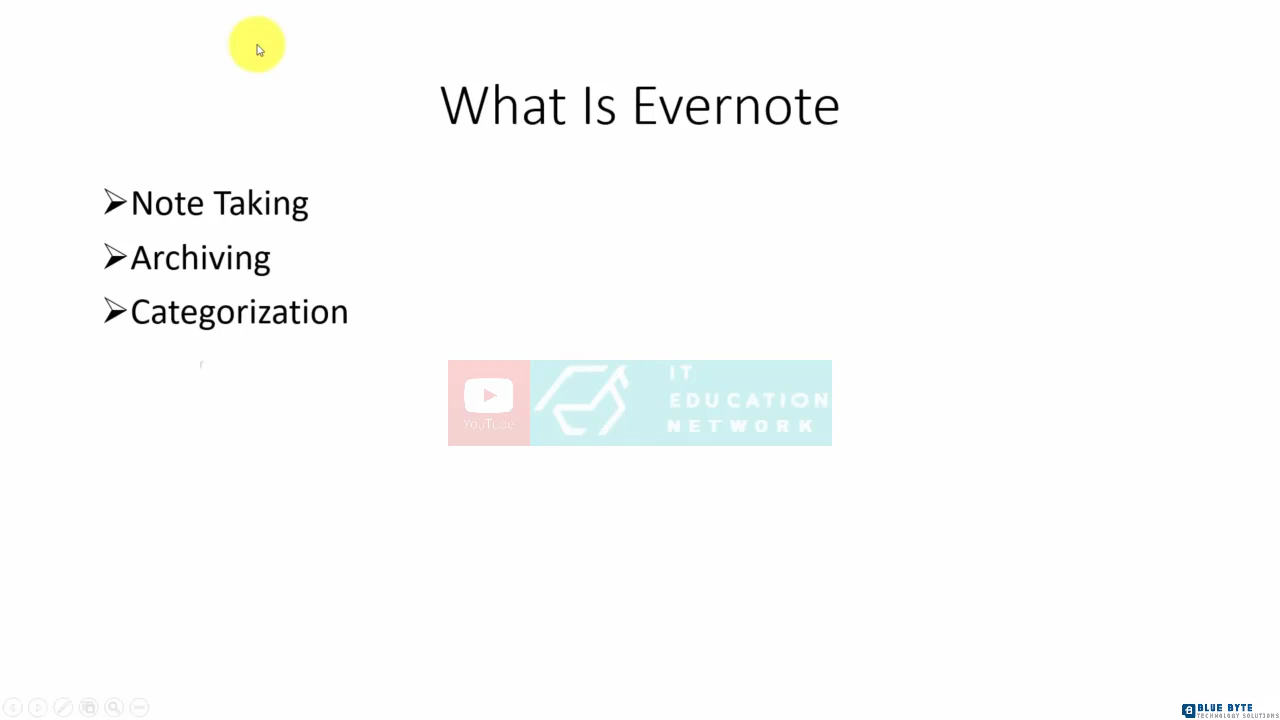 What Is Evernote
➢Note Taking
➢Archiving
➢Categorization
YouTube
IT
EDUCATION
NETWORK
BLUE BYTE
TECHNOLOGY SOLUTIONS